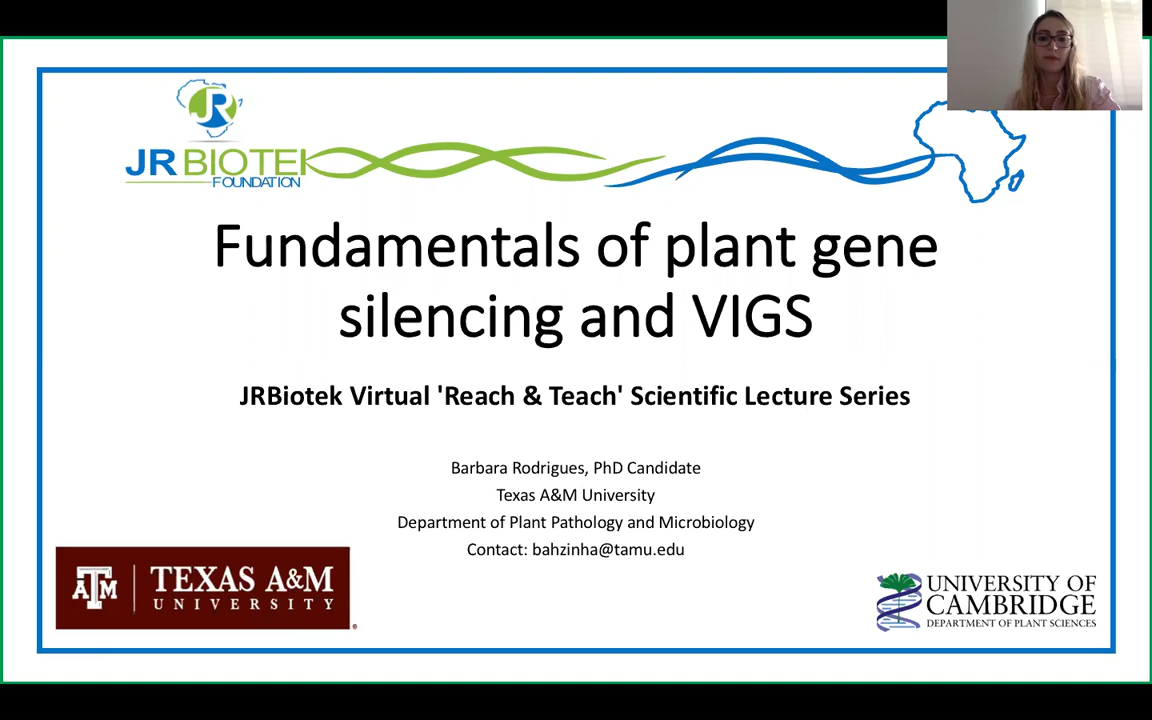 JR
JR BIOTEK
FOUNDATION
Fundamentals of plant gene
silencing and VIGS
JRBiotek Virtual 'Reach & Teach' Scientific Lecture Series
Barbara Rodrigues, PhD Candidate
Texas A&M University
Department of Plant Pathology and Microbiology
Contact: bahzinha@tamu.edu
ATM TEXAS A&M
UNIVERSITY
UNIVERSITY OF
CAMBRIDGE
DEPARTMENT OF PLANT SCIENCES